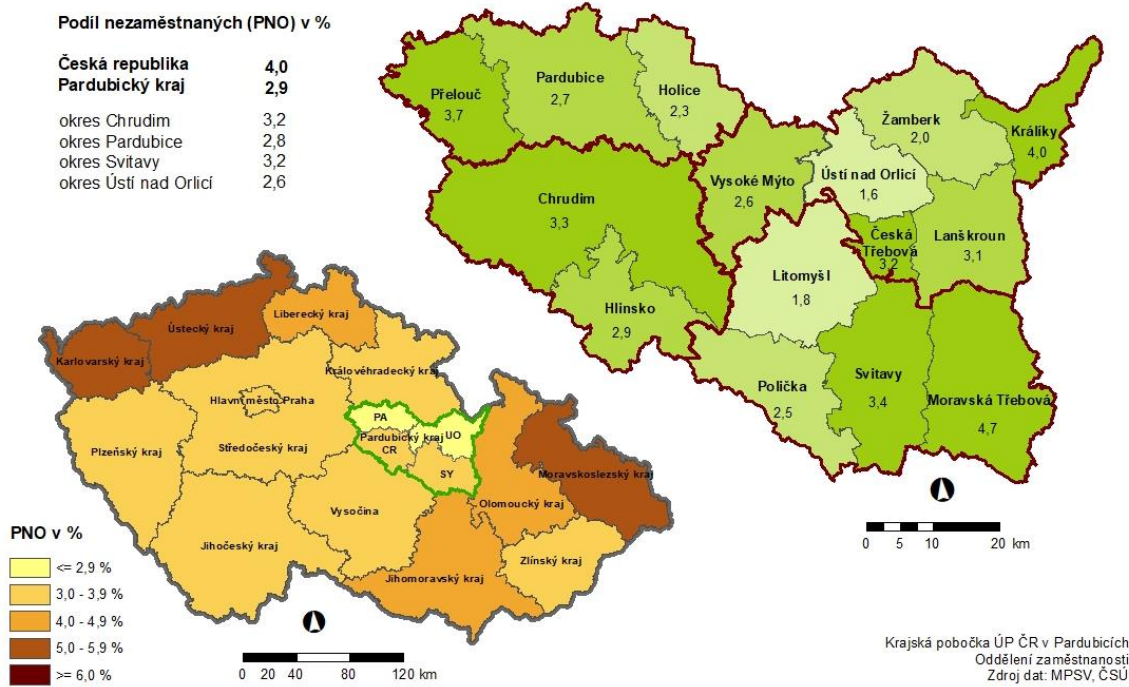 Podíl nezaměstnaných (PNO) v %
Česká republika 4,0
Pardubický kraj 2,9
okres Chrudim 3,2
okres Pardubice 2,8
okres Svitavy 3,2
okres Ústí nad Orlicí 2,6
Přelouč
3,7
Pardubice
2,7
Holice
2,3
Žamberk
2,0
Králíky
4,0
Chrudim
3,3
Vysoké Mýto
2,6
Ústí nad Orlicí
1,6
Česká
Třebová
3,2
Lanškroun
3,1
Litomyšl
1,8
Hlinsko
2,9
Polička
2,5
Svitavy
3,4
Moravská Třebová
4,7
0 5 10 20 km
Karlovarský kraj
Ústecký kraj
Liberecký kraj
Královéhradecký kraj
Hlavní město Praha
Středočeský kraj
Plzeňský kraj
PA
UO
Pardubický kraj
CR
SY
Moravskoslezský kraj
Olomoucký kraj
Vysočina
Jihočeský kraj
Jihomoravský kraj
Zlínský kraj
PNO v %
<= 2,9 %
3,0 - 3,9 %
4,0 - 4,9 %
5,0 - 5,9 %
>= 6,0 %
0 20 40 80 120 km
Krajská pobočka ÚP ČR v Pardubicích
Oddělení zaměstnanosti
Zdroj dat: MPSV, ČSÚ